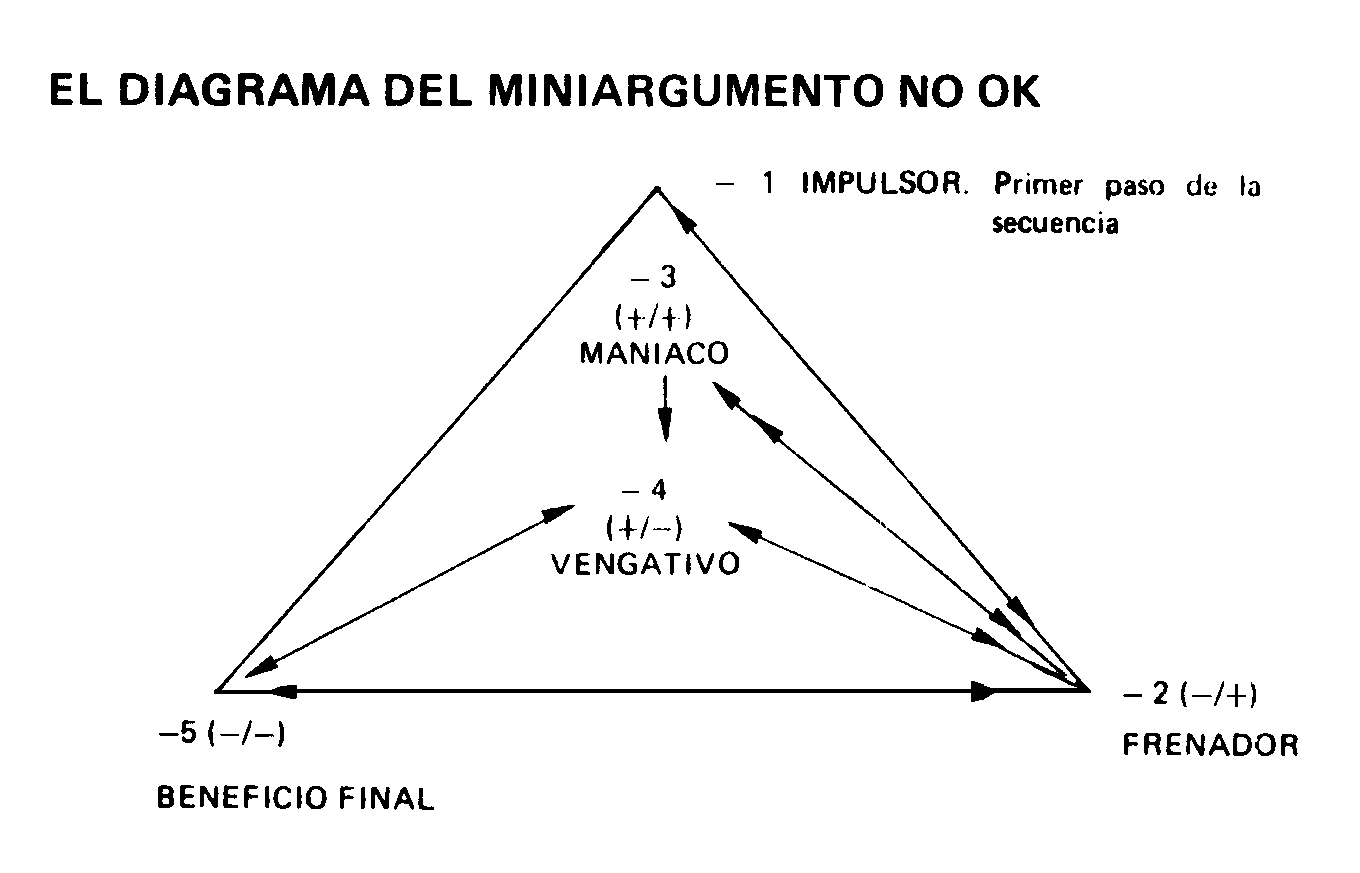 EL DIAGRAMA DEL MINIARGUMENTO NO OK
– 1 IMPULSOR. Primer paso de la
secuencia
– 3
(+/+)
MANIACO
– 4
(+/–)
VENGATIVO
–5 (–/–)
BENEFICIO FINAL
– 2 (–/+)
FRENADOR